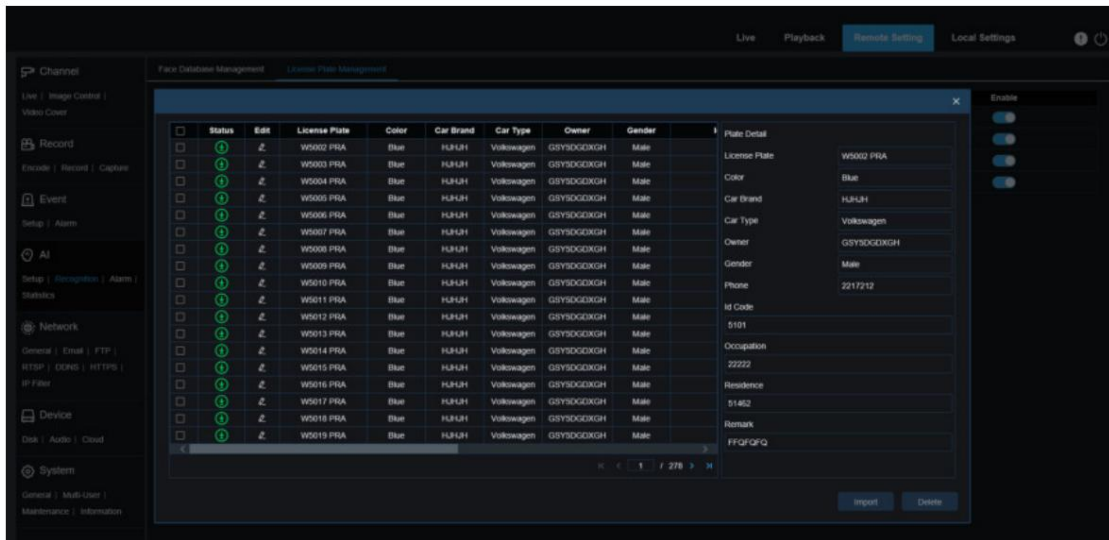 Live Playback Remote Setting Local Settings
Channel
Live | Image Control |
Video Cover
Record
Encode | Record | Capture
Event
Setup | Alarm
AI
Setup | Recognition | Alarm |
Statistics
Network
General | Email | FTP |
RTSP | DDNS | HTTPS |
IP Filter
Device
Disk | Audio | Cloud
System
General | Multi-User |
Maintenance | Information
Face Database Management License Plate Management
Enable
Status Edit License Plate Color Car Brand Car Type Owner Gender
W5002 PRA Blue HJHJH Volkswagen GSYSDGDXGH Male
W5003 PRA Blue HJHJH Volkswagen GSYSDGDXGH Male
W5004 PRA Blue HJHJH Volkswagen GSYSDGDXGH Male
W5005 PRA Blue HJHJH Volkswagen GSYSDGDXGH Male
W5006 PRA Blue HJHJH Volkswagen GSYSDGDXGH Male
W5007 PRA Blue HJHJH Volkswagen GSYSDGDXGH Male
W5008 PRA Blue HJHJH Volkswagen GSYSDGDXGH Male
W5009 PRA Blue HJHJH Volkswagen GSYSDGDXGH Male
W5010 PRA Blue HJHJH Volkswagen GSYSDGDXGH Male
W5011 PRA Blue HJHJH Volkswagen GSYSDGDXGH Male
W5012 PRA Blue HJHJH Volkswagen GSYSDGDXGH Male
W5013 PRA Blue HJHJH Volkswagen GSYSDGDXGH Male
W5014 PRA Blue HJHJH Volkswagen GSYSDGDXGH Male
W5015 PRA Blue HJHJH Volkswagen GSYSDGDXGH Male
W5016 PRA Blue HJHJH Volkswagen GSYSDGDXGH Male
W5017 PRA Blue HJHJH Volkswagen GSYSDGDXGH Male
W5018 PRA Blue HJHJH Volkswagen GSYSDGDXGH Male
W5019 PRA Blue HJHJH Volkswagen GSYSDGDXGH Male
1 / 278
Plate Detail
License Plate W5002 PRA
Color Blue
Car Brand HJHJH
Car Type Volkswagen
Owner GSYSDGDXGH
Gender Male
Phone 2217212
Id Code
5101
Occupation
22222
Residence
51462
Remark
FFQFQFQ
Import Delete